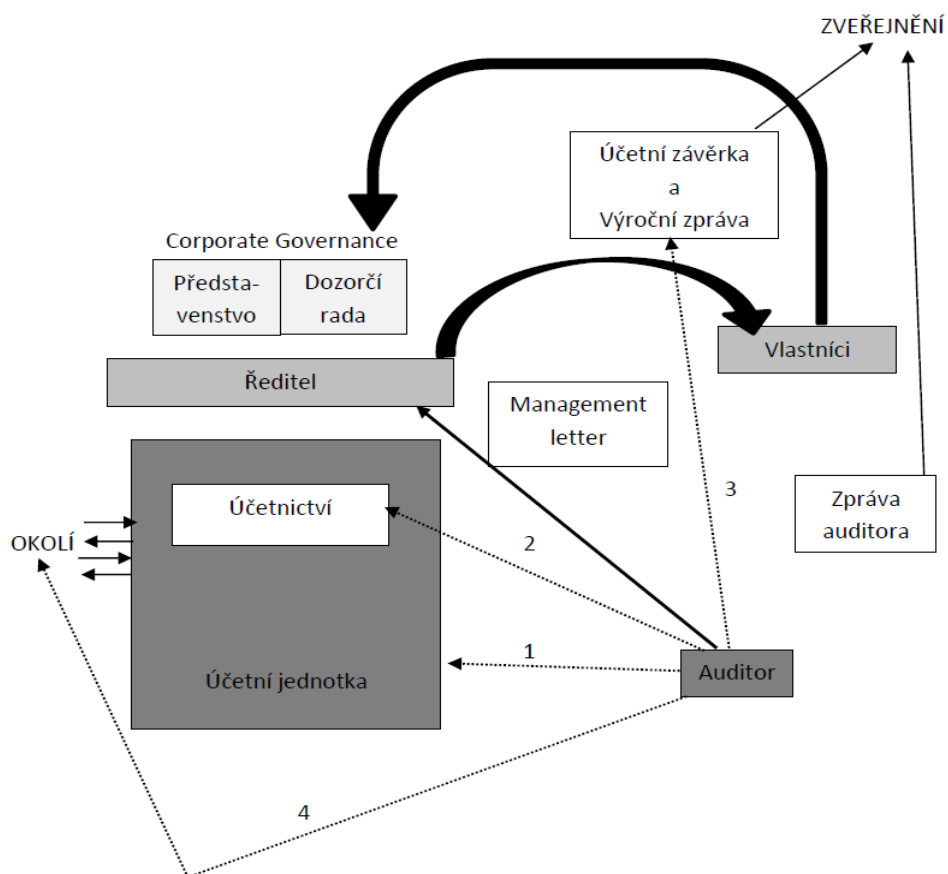 ZVEŘEJNĚNÍ
Účetní závěrka
a
Výroční zpráva
Corporate Governance
Předsta-
venstvo
Dozorčí
rada
Vlastníci
Ředitel
Management
letter
Účetnictví
3
Zpráva
auditora
OKOLÍ
2
1
Účetní jednotka
Auditor
4